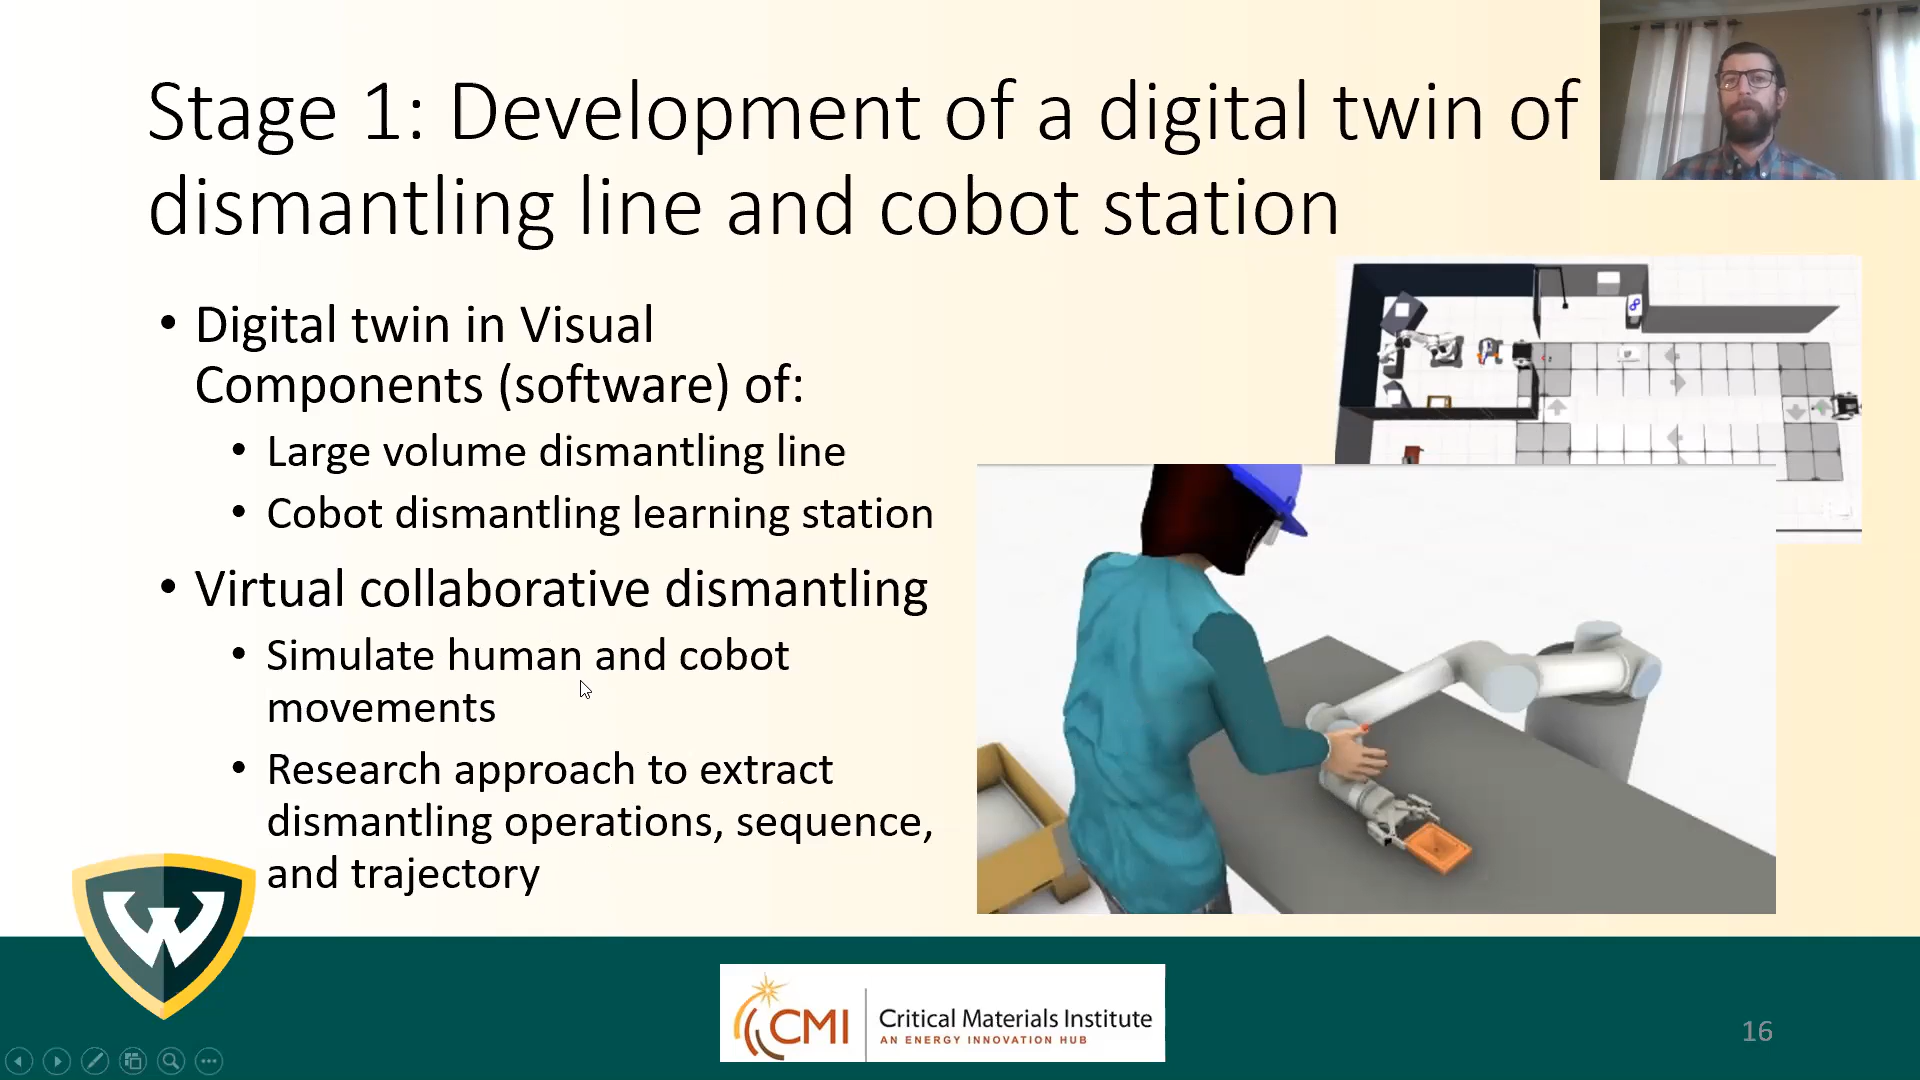 Stage 1: Development of a digital twin of
dismantling line and cobot station
• Digital twin in Visual
Components (software) of:
• Large volume dismantling line
• Cobot dismantling learning station
• Virtual collaborative dismantling
• Simulate human and cobot
movements
• Research approach to extract
dismantling operations, sequence,
and trajectory
W
CMI
Critical Materials Institute
AN ENERGY INNOVATION HUB
16